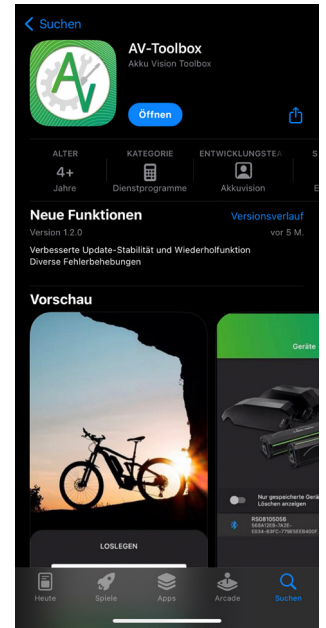 Suchen
AV
AV-Toolbox
Akku Vision Toolbox
Öffnen
ALTER
4+
Jahre
KATEGORIE
Dienstprogramme
ENTWICKLUNGSTEA
Akkuvision
Neue Funktionen
Versionsverlauf
Version 1.2.0
vor 5 M.
Verbesserte Update-Stabilität und Wiederholfunktion
Diverse Fehlerbehebungen
Vorschau
LOSLEGEN
Geräte
Nur gespeicherte Gerä
Löschen anzeigen
RS08105056
Heute
Spiele
Apps
Arcade
Suchen